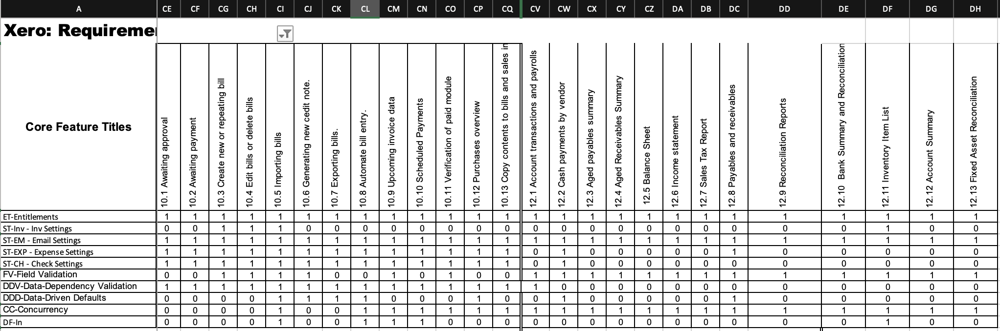 A CE CF CG CH CI CJ CK CL CM CN CO CP CQ CV CW CX CY CZ DA DB DC DD DE DF DG DH
Xero: Requireme
Core Feature Titles
10.1 Awaiting approval
10.2 Awaiting payment
10.3 Create new or repeating bill
10.4 Edit bills or delete bills
10.5 Importing bills
10.6 Generating new cedit note.
10.7 Exporting bills.
10.8 Automate bill entry.
10.9 Upcoming invoice data
10.10 Scheduled Payments
10.11 Verification of paid module
10.12 Purchases overview
10.13 Copy contents to bills and sales in
12.1 Account transactions and payrolls
12.2 Cash payments by vendor
12.3 Aged payables summary
12.4 Aged Receivables Summary
12.5 Balance Sheet
12.6 Income statement
12.7 Sales Tax Report
12.8 Payables and receivables
12.9 Reconciliation Reports
12.10 Bank Summary and Reconciliation
12.11 Inventory Item List
12.12 Account Summary
12.13 Fixed Asset Reconciliation
ET-Entitlements 1 1 1 1 1 1 1 1 1 1 1 1 1 1 1 1 1 1 1 1 1 1 1 1 1 1
ST-Inv - Inv Settings 0 0 1 1 1 0 0 0 0 0 0 0 0 0 0 0 0 0 0 0 0 0 0 1 0 0
ST-EM - Email Settings 1 1 1 1 1 1 1 1 1 1 1 1 1 1 1 1 1 1 1 1 1 1 1 1 1 1
ST-EXP - Expense Settings 1 1 1 1 1 1 1 1 1 1 1 1 1 0 1 0 0 0 0 0 1 0 0 0 0 0
ST-CH - Check Settings 1 1 1 1 1 1 1 1 1 1 1 1 1 0 1 0 0 0 0 0 0 0 0 0 0 0
FV-Field Validation 0 0 1 1 1 1 0 0 1 0 1 0 0 1 1 1 1 1 1 1 1 1 1 1 1 1
DDV-Data-Dependency Validation 1 1 1 1 1 1 1 1 1 1 1 1 1 1 0 0 0 0 0 0 0 0 0 0 0 0
DDD-Data-Driven Defaults 0 0 0 0 1 1 1 1 0 0 0 1 0 0 1 0 0 0 0 0 1 0 0 0 0 0
CC-Concurrency 0 0 0 0 1 0 0 1 1 1 1 1 1 1 1 1 1 1 1 1 1 1 1 1 1 1
DF-In 0 0 0 0 1 0 0 1 1 1 0 0 0 0 0 0 0 0 0 0 0 0 0 1 0 0